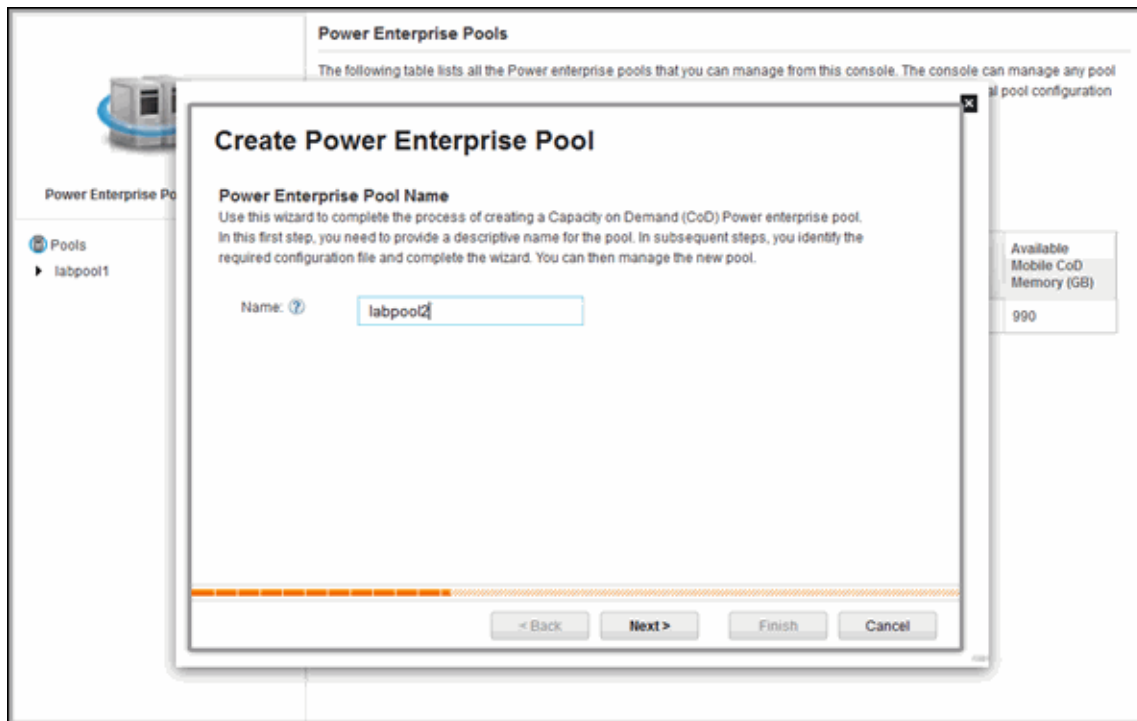 Power Enterprise Pools
The following table lists all the Power enterprise pools that you can manage from this console. The console can manage any pool
al pool configuration
Create Power Enterprise Pool
Power Enterprise Pool Name
Use this wizard to complete the process of creating a Capacity on Demand (CoD) Power enterprise pool.
In this first step, you need to provide a descriptive name for the pool. In subsequent steps, you identify the
required configuration file and complete the wizard. You can then manage the new pool.
Name: ?
labpool2
< Back
Next >
Finish
Cancel
Power Enterprise Po
Pools
labpool1
Available
Mobile CoD
Memory (GB)
990